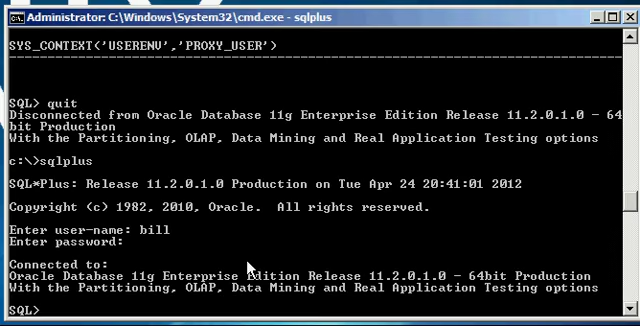 Administrator: C:\Windows\System32\cmd.exe - sqlplus
SYS_CONTEXT('USERENV','PROXY_USER')
--------------------------------------------------------------------------------
SQL> quit
Disconnected from Oracle Database 11g Enterprise Edition Release 11.2.0.1.0 - 64
bit Production
With the Partitioning, OLAP, Data Mining and Real Application Testing options
c:\>sqlplus
SQL*Plus: Release 11.2.0.1.0 Production on Tue Apr 24 20:41:01 2012
Copyright (c) 1982, 2010, Oracle.  All rights reserved.
Enter user-name: bill
Enter password:
Connected to:
Oracle Database 11g Enterprise Edition Release 11.2.0.1.0 - 64bit Production
With the Partitioning, OLAP, Data Mining and Real Application Testing options
SQL>